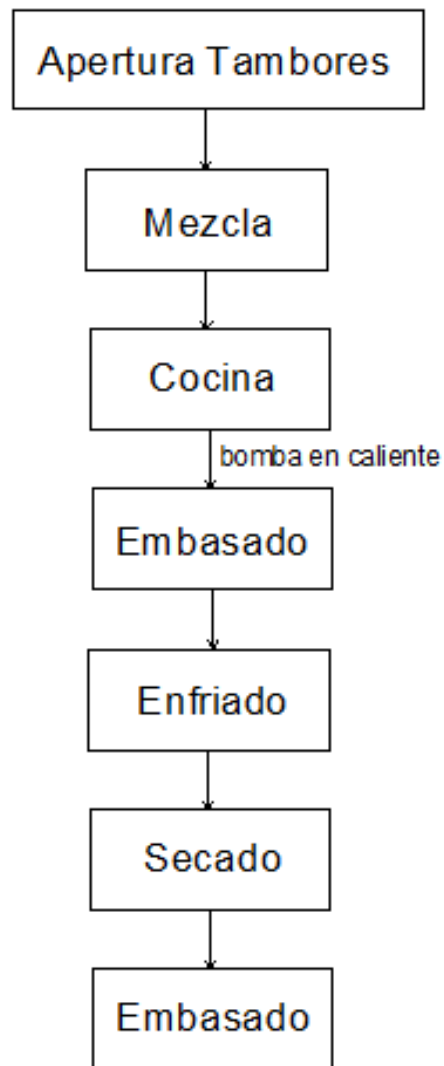 Apertura Tambores
Mezcla
Cocina
bomba en caliente
Embasado
Enfriado
Secado
Embasado